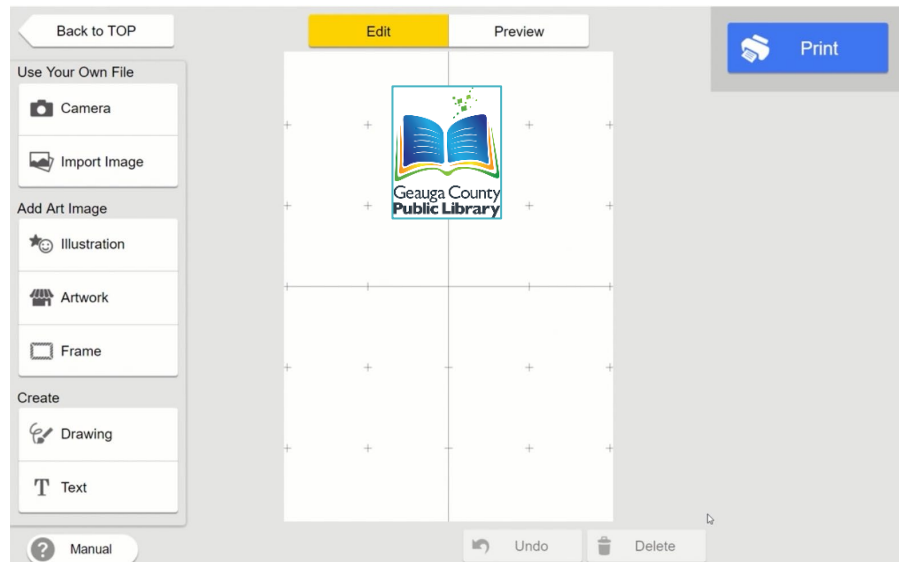 Back to TOP
Edit
Preview
Print
Use Your Own File
Camera
Import Image
Add Art Image
Illustration
Artwork
Frame
Create
Drawing
T Text
? Manual
Geauga County
Public Library
Undo
Delete